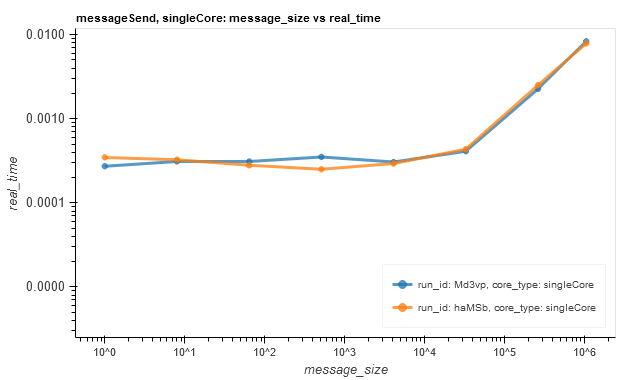 messageSend, singleCore: message_size vs real_time
0.0100
0.0010
0.0001
0.0000
real_time
run_id: Md3vp, core_type: singleCore
run_id: haMSb, core_type: singleCore
10^0 10^1 10^2 10^3 10^4 10^5 10^6
message_size